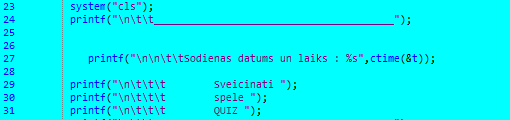 23 system("cls");
24 printf("\n\t\t________________________________________");
25
26
27 printf("\n\n\t\tSodienas datums un laiks : %s",ctime(&t));
28
29 printf("\n\t\t\t        Sveicinati ");
30 printf("\n\t\t\t        spele ");
31 printf("\n\t\t\t        QUIZ ");